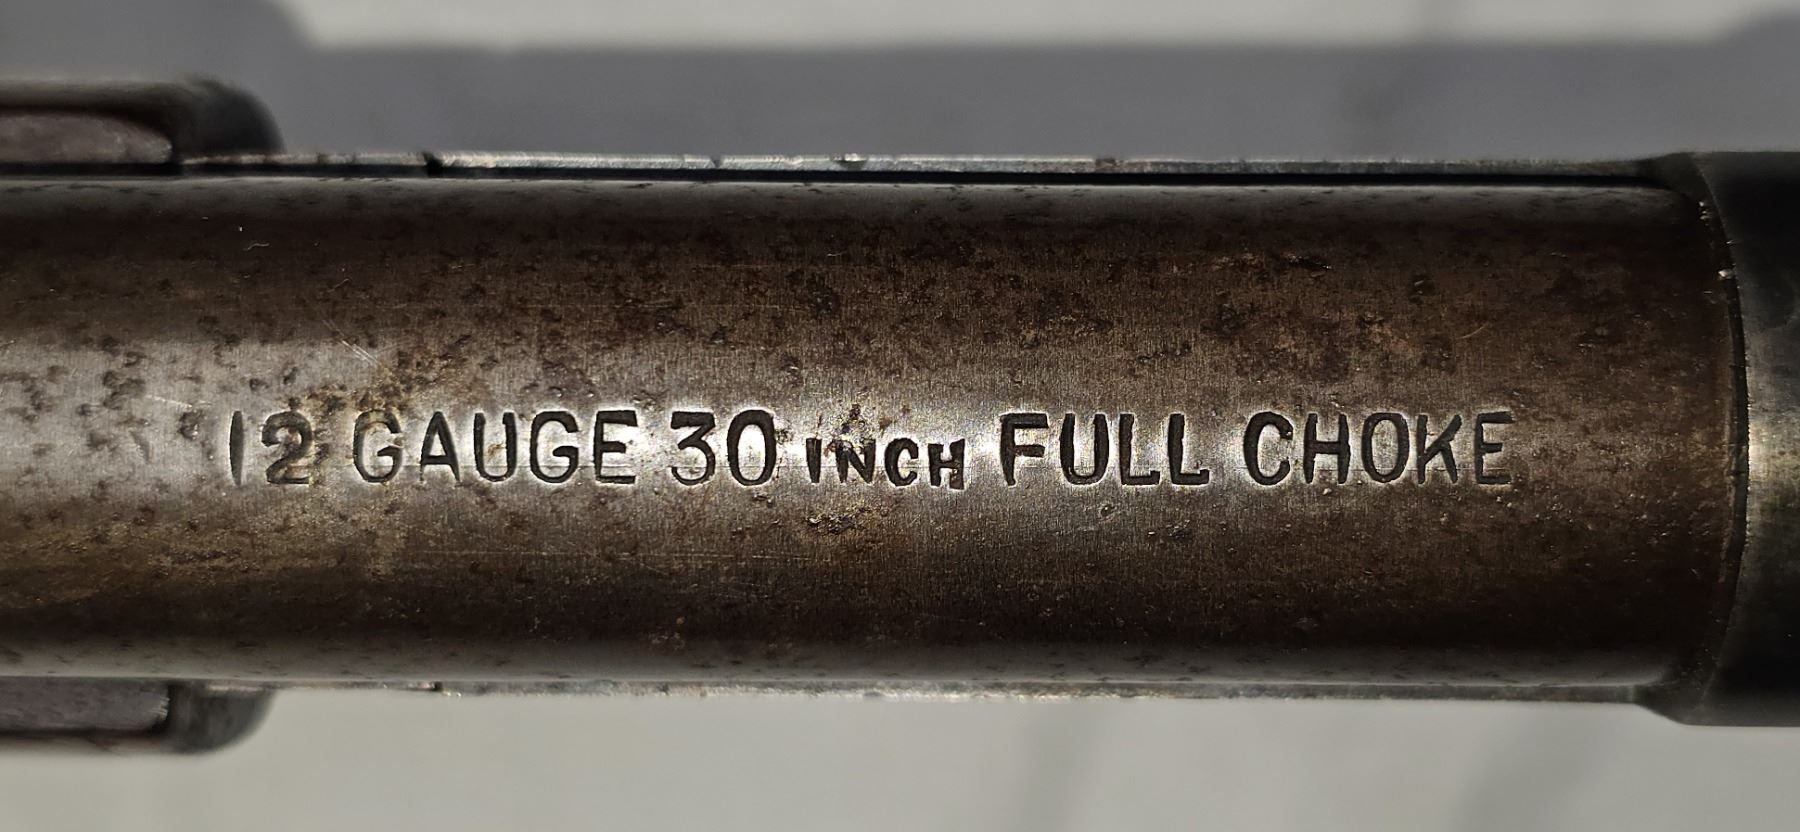 12 GAUGE 30 INCH FULL CHOKE